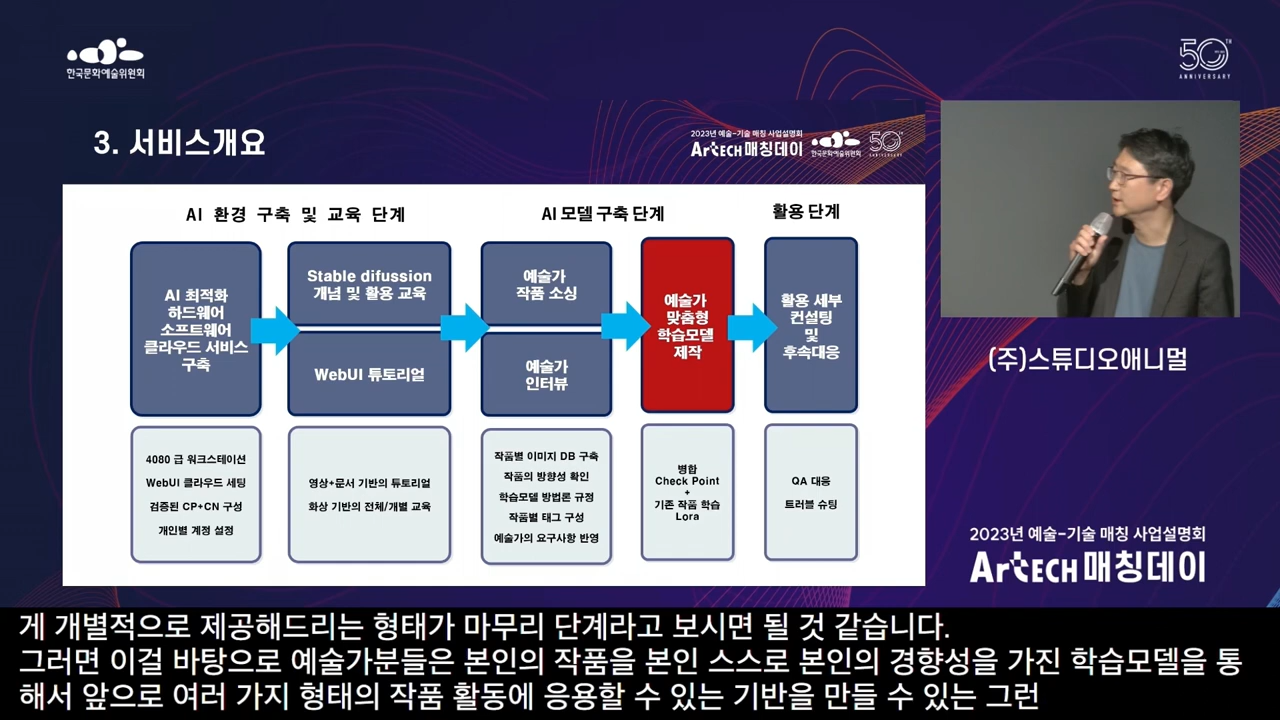 한국문화예술위원회
50TH
ANNIVERSARY
3. 서비스개요
2023년 예술-기술 매칭 사업설명회
ArtECH 매칭데이
한국문화예술위원회
50TH
ANNIVERSARY
AI 환경 구축 및 교육 단계
AI 모델 구축 단계
활용 단계
AI 최적화
하드웨어
소프트웨어
클라우드 서비스
구축
Stable difussion
개념 및 활용 교육
WebUI 튜토리얼
예술가
작품 소싱
예술가
인터뷰
예술가
맞춤형
학습모델
제작
활용 세부
컨설팅
및
후속대응
4080 급 워크스테이션
WebUI 클라우드 세팅
검증된 CP+CN 구성
개인별 계정 설정
영상+문서 기반의 튜토리얼
화상 기반의 전체/개별 교육
작품별 이미지 DB 구축
작품의 방향성 확인
학습모델 방법론 규정
작품별 태그 구성
예술가의 요구사항 반영
병합
Check Point
+
기존 작품 학습
Lora
QA 대응
트러블 슈팅
(주)스튜디오애니멀
2023년 예술-기술 매칭 사업설명회
ArtECH 매칭데이
게 개별적으로 제공해드리는 형태가 마무리 단계라고 보시면 될 것 같습니다.
그러면 이걸 바탕으로 예술가분들은 본인의 작품을 본인 스스로 본인의 경향성을 가진 학습모델을 통
해서 앞으로 여러 가지 형태의 작품 활동에 응용할 수 있는 기반을 만들 수 있는 그런